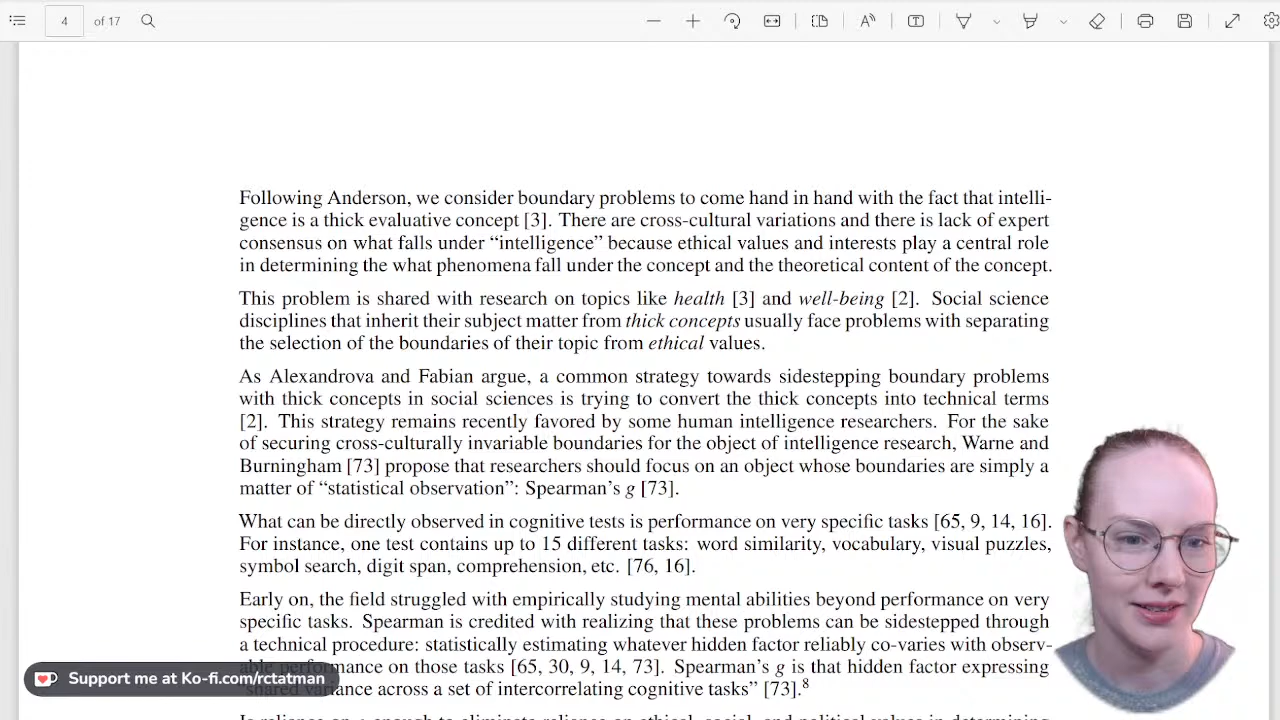 4 of 17
Following Anderson, we consider boundary problems to come hand in hand with the fact that intelli-
gence is a thick evaluative concept [3]. There are cross-cultural variations and there is lack of expert
consensus on what falls under “intelligence” because ethical values and interests play a central role
in determining the what phenomena fall under the concept and the theoretical content of the concept.
This problem is shared with research on topics like health [3] and well-being [2]. Social science
disciplines that inherit their subject matter from thick concepts usually face problems with separating
the selection of the boundaries of their topic from ethical values.
As Alexandrova and Fabian argue, a common strategy towards sidestepping boundary problems
with thick concepts in social sciences is trying to convert the thick concepts into technical terms
[2]. This strategy remains recently favored by some human intelligence researchers. For the sake
of securing cross-culturally invariable boundaries for the object of intelligence research, Warne and
Burningham [73] propose that researchers should focus on an object whose boundaries are simply a
matter of “statistical observation”: Spearman’s g [73].
What can be directly observed in cognitive tests is performance on very specific tasks [65, 9, 14, 16].
For instance, one test contains up to 15 different tasks: word similarity, vocabulary, visual puzzles,
symbol search, digit span, comprehension, etc. [76, 16].
Early on, the field struggled with empirically studying mental abilities beyond performance on very
specific tasks. Spearman is credited with realizing that these problems can be sidestepped through
a technical procedure: statistically estimating whatever hidden factor reliably co-varies with observ-
able performance on those tasks [65, 30, 9, 14, 73]. Spearman’s g is that hidden factor expressing
“shared variance across a set of intercorrelating cognitive tasks” [73].⁸
Support me at Ko-fi.com/rctatman